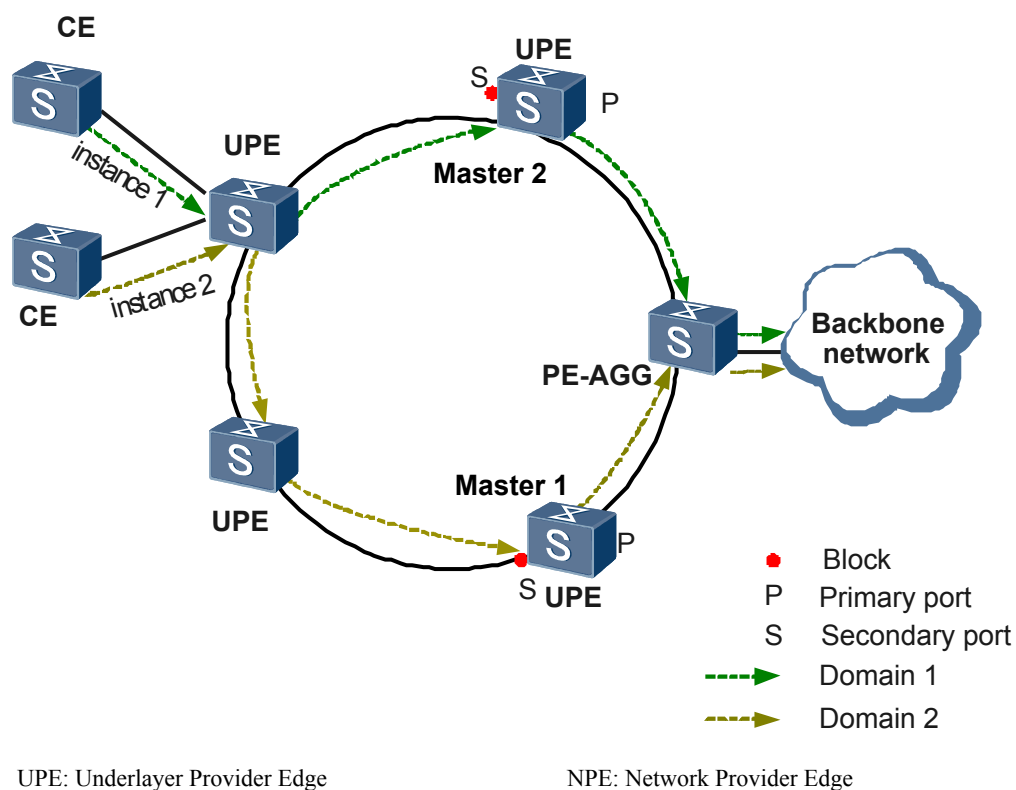 CE
S
instance 1
UPE
S
S
CE
instance 2
S
UPE
S
P
Master 2
S
UPE
Master 1
S
P
S
UPE
PE-AGG
S
Backbone
network
Block
P Primary port
S Secondary port
Domain 1
Domain 2
UPE: Underlayer Provider Edge
NPE: Network Provider Edge